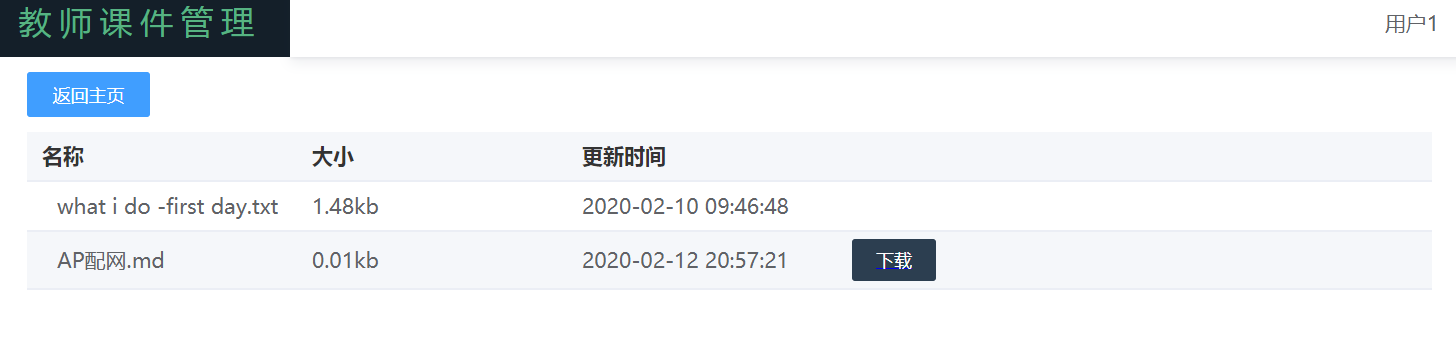 教师课件管理
用户1
返回主页
名称 大小 更新时间
what i do -first day.txt 1.48kb 2020-02-10 09:46:48
AP配网.md 0.01kb 2020-02-12 20:57:21 下载